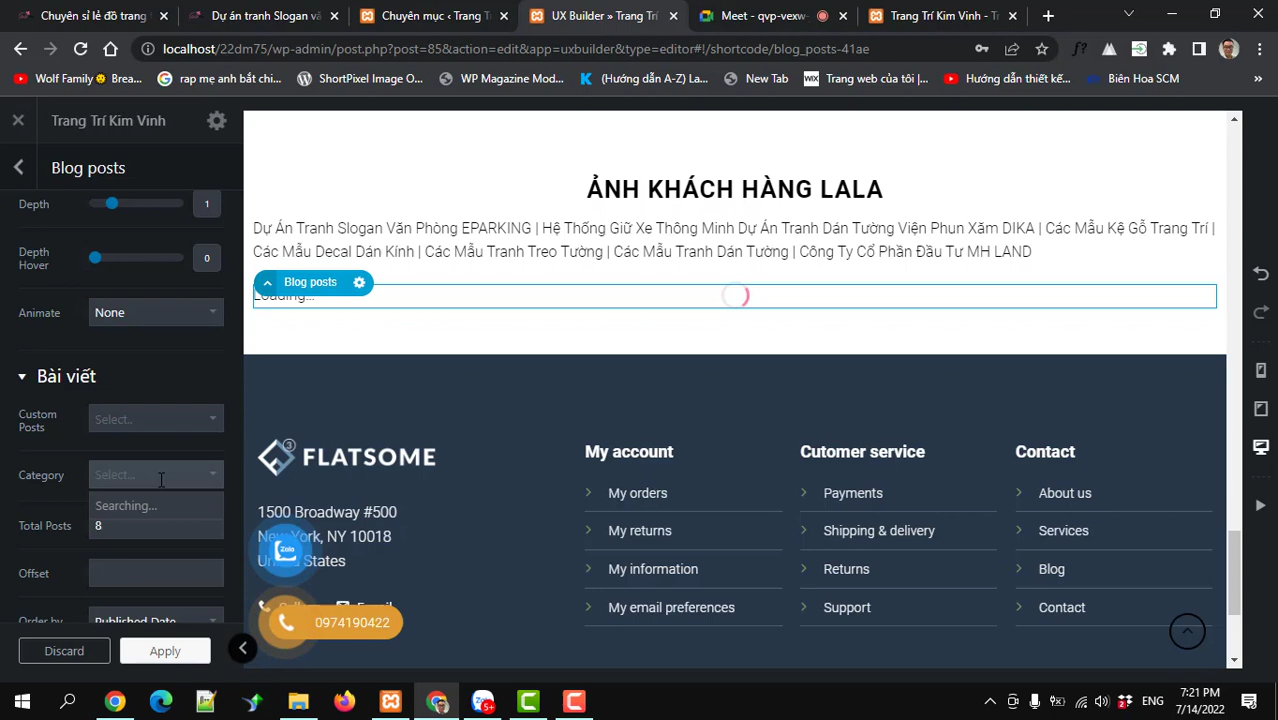 Chuyên sỉ lẻ đồ trang
Dự án tranh Slogan vă
Chuyên mục ‹ Trang T
UX Builder » Trang Trí
Meet - qvp-vexw-
Trang Trí Kim Vinh - T
localhost/22dm75/wp-admin/post.php?post=85&action=edit&app=uxbuilder&type=editor#!/shortcode/blog_posts-41ae
Wolf Family Brea...
rap mẹ anh bắt chi...
ShortPixel Image O...
WP Magazine Mod...
(Hướng dẫn A-Z) La...
New Tab
Trang web của tôi |...
Hướng dẫn thiết kế...
Biên Hoa SCM
Trang Trí Kim Vinh
Blog posts
Depth
1
Depth Hover
0
Animate
None
Bài viết
Custom Posts
Select..
Category
Select...
Searching...
Total Posts
8
Offset
Order by
Published Date
Discard
Apply
ẢNH KHÁCH HÀNG LALA
Dự Án Tranh Slogan Văn Phòng EPARKING | Hệ Thống Giữ Xe Thông Minh Dự Án Tranh Dán Tường Viện Phun Xăm DIKA | Các Mẫu Kệ Gỗ Trang Trí |
Các Mẫu Decal Dán Kính | Các Mẫu Tranh Treo Tường | Các Mẫu Tranh Dán Tường | Công Ty Cổ Phần Đầu Tư MH LAND
Blog posts
Loading...
FLATSOME
3
1500 Broadway #500
New York, NY 10018
United States
Zalo
0974190422
My account
My orders
My returns
My information
My email preferences
Cutomer service
Payments
Shipping & delivery
Returns
Support
Contact
About us
Services
Blog
Contact
5+
2
ENG
7:21 PM
7/14/2022